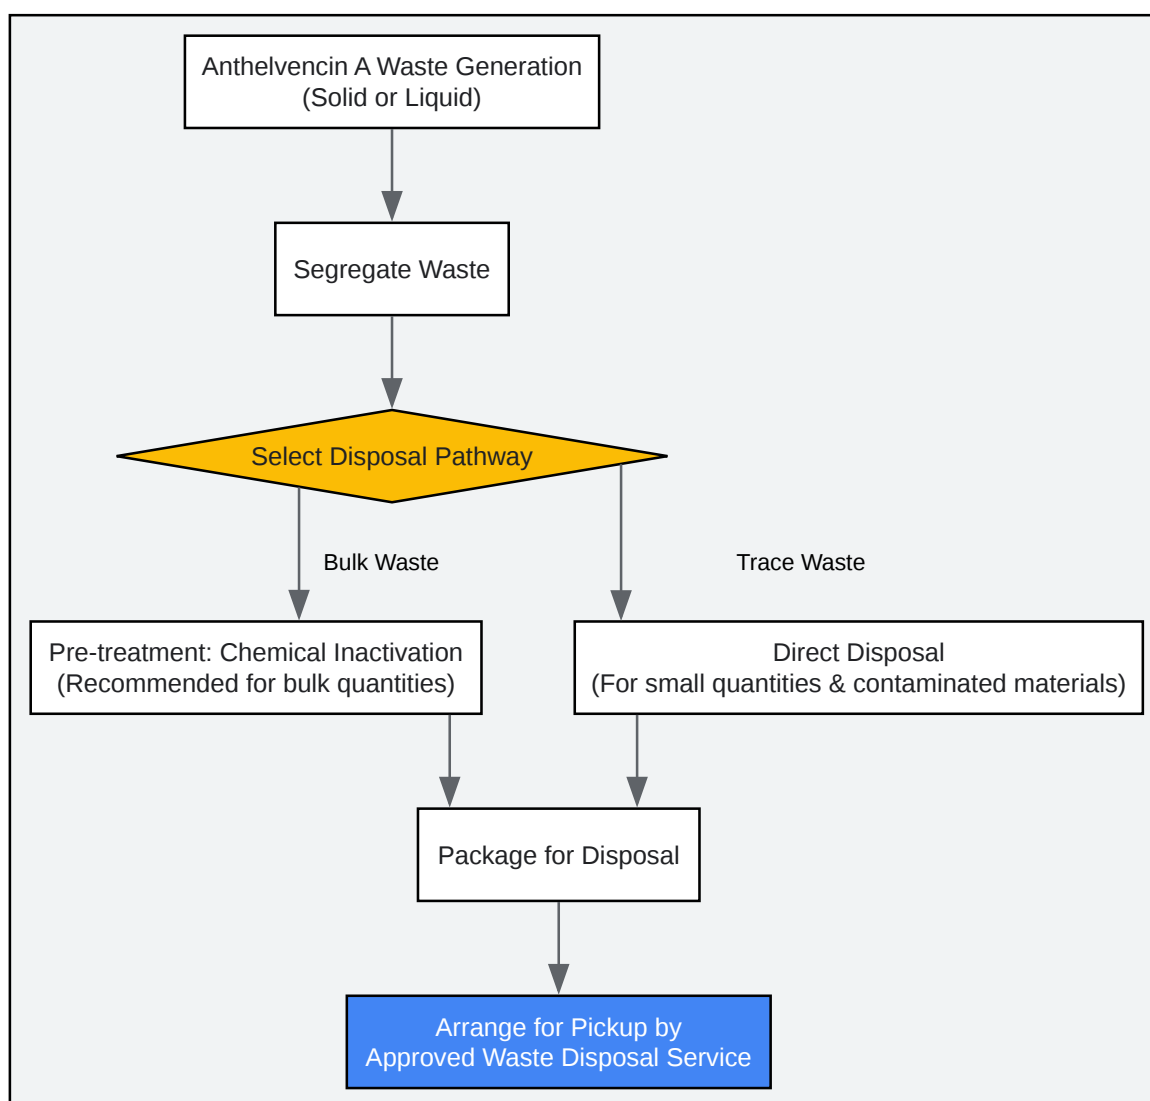 Anthelvencin A Waste Generation
(Solid or Liquid)
Segregate Waste
Select Disposal Pathway
Bulk Waste
Trace Waste
Pre-treatment: Chemical Inactivation
(Recommended for bulk quantities)
Direct Disposal
(For small quantities & contaminated materials)
Package for Disposal
Arrange for Pickup by
Approved Waste Disposal Service